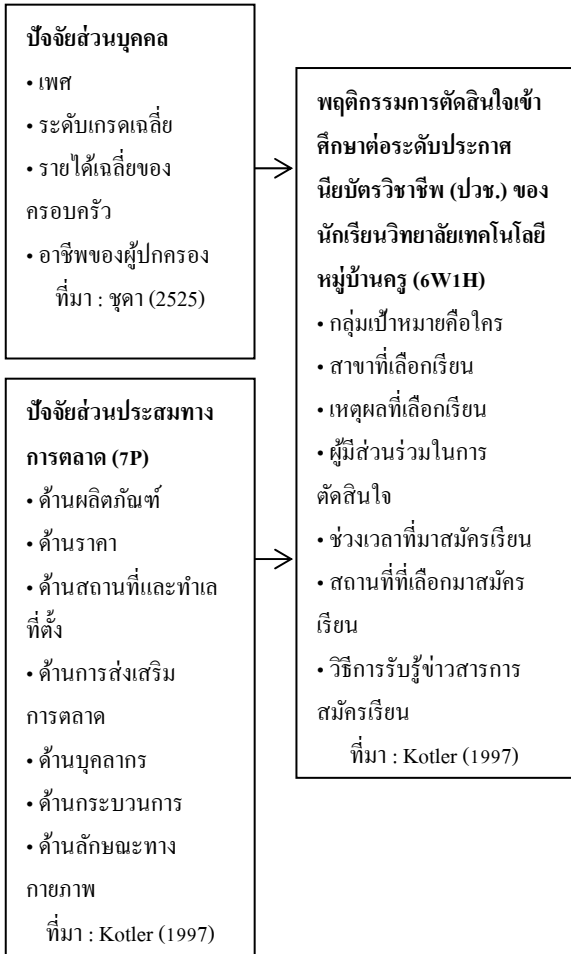 ปัจจัยส่วนบุคคล
• เพศ
• ระดับเกรดเฉลี่ย
• รายได้เฉลี่ยของ
ครอบครัว
• อาชีพของผู้ปกครอง
ที่มา : ชุดา (2525)
ปัจจัยส่วนประสมทาง
การตลาด (7P)
• ด้านผลิตภัณฑ์
• ด้านราคา
• ด้านสถานที่และทำเล
ที่ตั้ง
• ด้านการส่งเสริม
การตลาด
• ด้านบุคลากร
• ด้านกระบวนการ
• ด้านลักษณะทาง
กายภาพ
ที่มา : Kotler (1997)
พฤติกรรมการตัดสินใจเข้า
ศึกษาต่อระดับประกาศ
นียบัตรวิชาชีพ (ปวช.) ของ
นักเรียนวิทยาลัยเทคโนโลยี
หมู่บ้านครู (6W1H)
• กลุ่มเป้าหมายคือใคร
• สาขาที่เลือกเรียน
• เหตุผลที่เลือกเรียน
• ผู้มีส่วนร่วมในการ
ตัดสินใจ
• ช่วงเวลาที่มาสมัครเรียน
• สถานที่ที่เลือกมาสมัคร
เรียน
• วิธีการรับรู้ข่าวสารการ
สมัครเรียน
ที่มา : Kotler (1997)